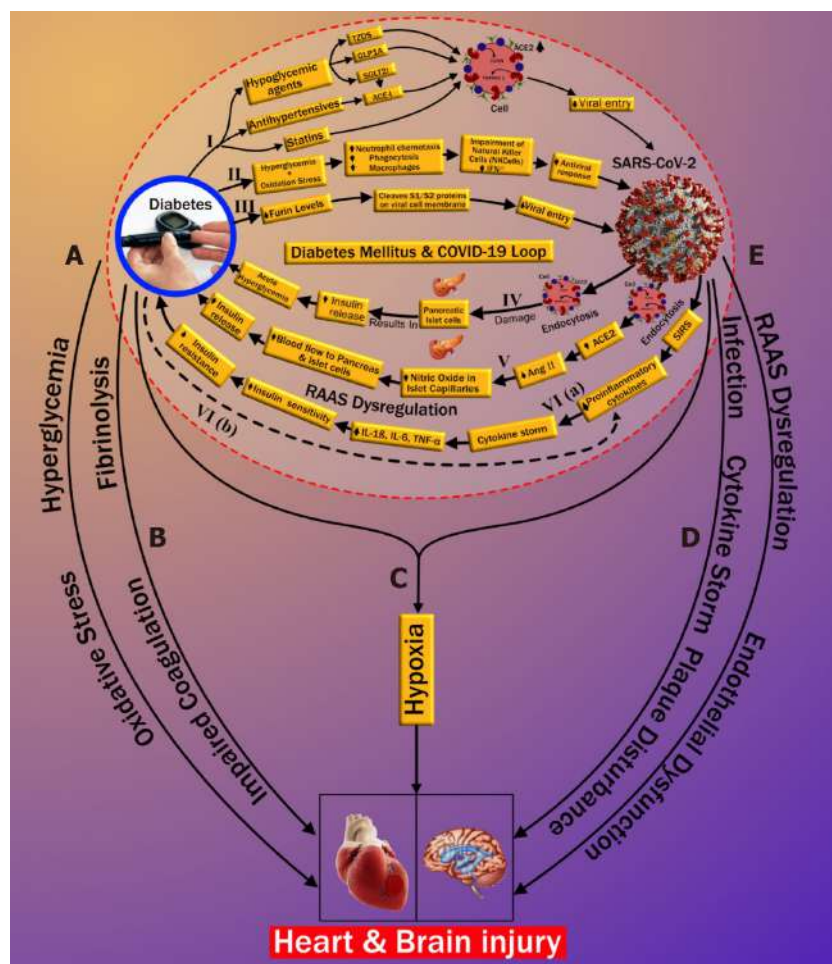 TZDS
GLP1A
ACE2
SGLT2i
Hypoglycemic
agents
Cell
ACE-i
Antihypertensives
Viral entry
I
Statins
SARS-CoV-2
II
Hyperglycemia
+
Oxidation Stress
Neutrophil chemotaxis
Phagocytosis
Macrophages
Impairment of
Natural Killer
Cells (NKCells)
Antiviral
response
III
Diabetes
Furin Levels
Cleaves S1/S2 proteins
on viral cell membrane
Viral entry
Diabetes Mellitus & COVID-19 Loop
A
E
Acute Hyperglycemia
Insulin
release
Results In
Pancreatic
Islet cells
IV
Damage
Cell
Endocytosis
Cell
Endocytosis
Insulin
release
Blood flow to Pancreas
& Islet cells
Nitric Oxide in
Islet Capillaries
V
Ang II
ACE2
SIRS
RAAS Dysregulation
Insulin
resistance
Insulin sensitivity
IL-1ß, IL-6, TNF-α
Cytokine storm
VI (a)
Proinflammatory
cytokines
VI (b)
Hyperglycemia
Oxidative Stress
Fibrinolysis
Impaired Coagulation
B
C
D
Hypoxia
Infection
Cytokine Storm
Plaque Disturbance
RAAS Dysregulation
Endothelial Dysfunction
Heart & Brain injury